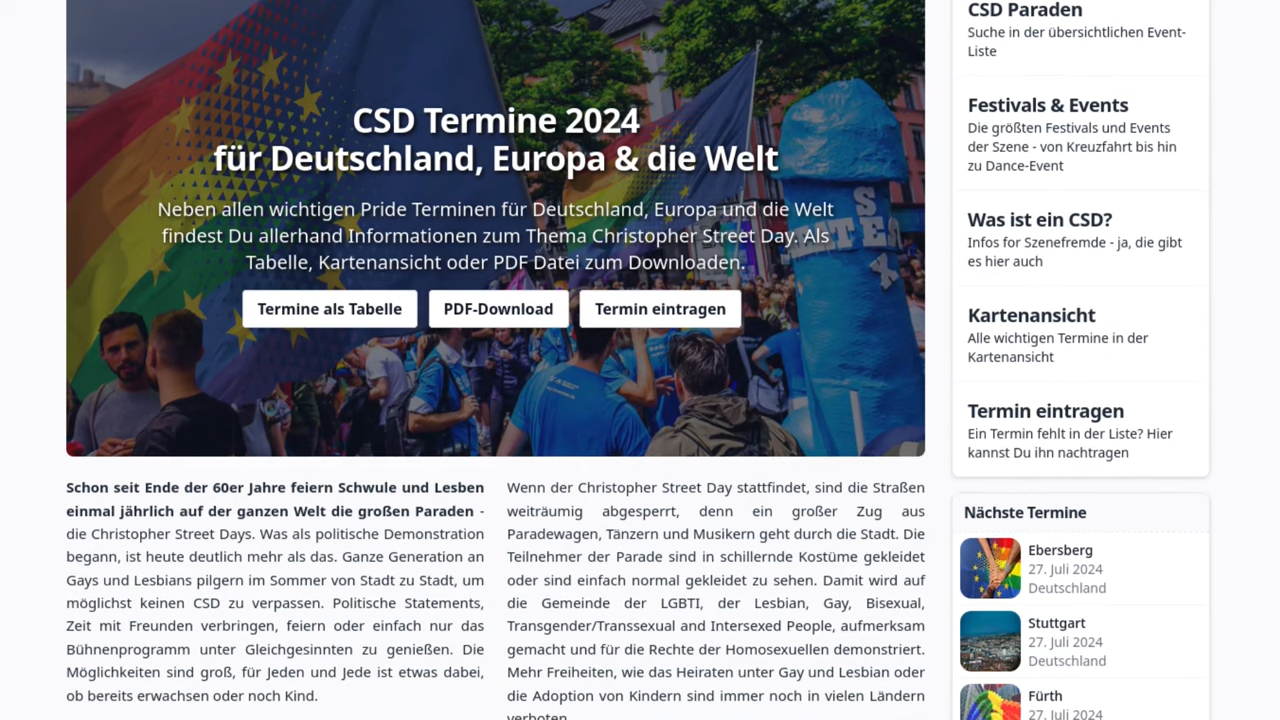 CSD Termine 2024
für Deutschland, Europa & die Welt
Neben allen wichtigen Pride Terminen für Deutschland, Europa und die Welt
findest Du allerhand Informationen zum Thema Christopher Street Day. Als
Tabelle, Kartenansicht oder PDF Datei zum Downloaden.
Termine als Tabelle
PDF-Download
Termin eintragen
Schon seit Ende der 60er Jahre feiern Schwule und Lesben
einmal jährlich auf der ganzen Welt die großen Paraden -
die Christopher Street Days. Was als politische Demonstration
begann, ist heute deutlich mehr als das. Ganze Generation an
Gays und Lesbians pilgern im Sommer von Stadt zu Stadt, um
möglichst keinen CSD zu verpassen. Politische Statements,
Zeit mit Freunden verbringen, feiern oder einfach nur das
Bühnenprogramm unter Gleichgesinnten zu genießen. Die
Möglichkeiten sind groß, für Jeden und Jede ist etwas dabei,
ob bereits erwachsen oder noch Kind.
Wenn der Christopher Street Day stattfindet, sind die Straßen
weiträumig abgesperrt, denn ein großer Zug aus
Paradewagen, Tänzern und Musikern geht durch die Stadt. Die
Teilnehmer der Parade sind in schillernde Kostüme gekleidet
oder sind einfach normal gekleidet zu sehen. Damit wird auf
die Gemeinde der LGBTI, der Lesbian, Gay, Bisexual,
Transgender/Transsexual and Intersexed People, aufmerksam
gemacht und für die Rechte der Homosexuellen demonstriert.
Mehr Freiheiten, wie das Heiraten unter Gay und Lesbian oder
die Adoption von Kindern sind immer noch in vielen Ländern
verboten.
CSD Paraden
Suche in der übersichtlichen Event-
Liste
Festivals & Events
Die größten Festivals und Events
der Szene - von Kreuzfahrt bis hin
zu Dance-Event
Was ist ein CSD?
Infos for Szenefremde - ja, die gibt
es hier auch
Kartenansicht
Alle wichtigen Termine in der
Kartenansicht
Termin eintragen
Ein Termin fehlt in der Liste? Hier
kannst Du ihn nachtragen
Nächste Termine
Ebersberg
27. Juli 2024
Deutschland
Stuttgart
27. Juli 2024
Deutschland
Fürth
27. Juli 2024